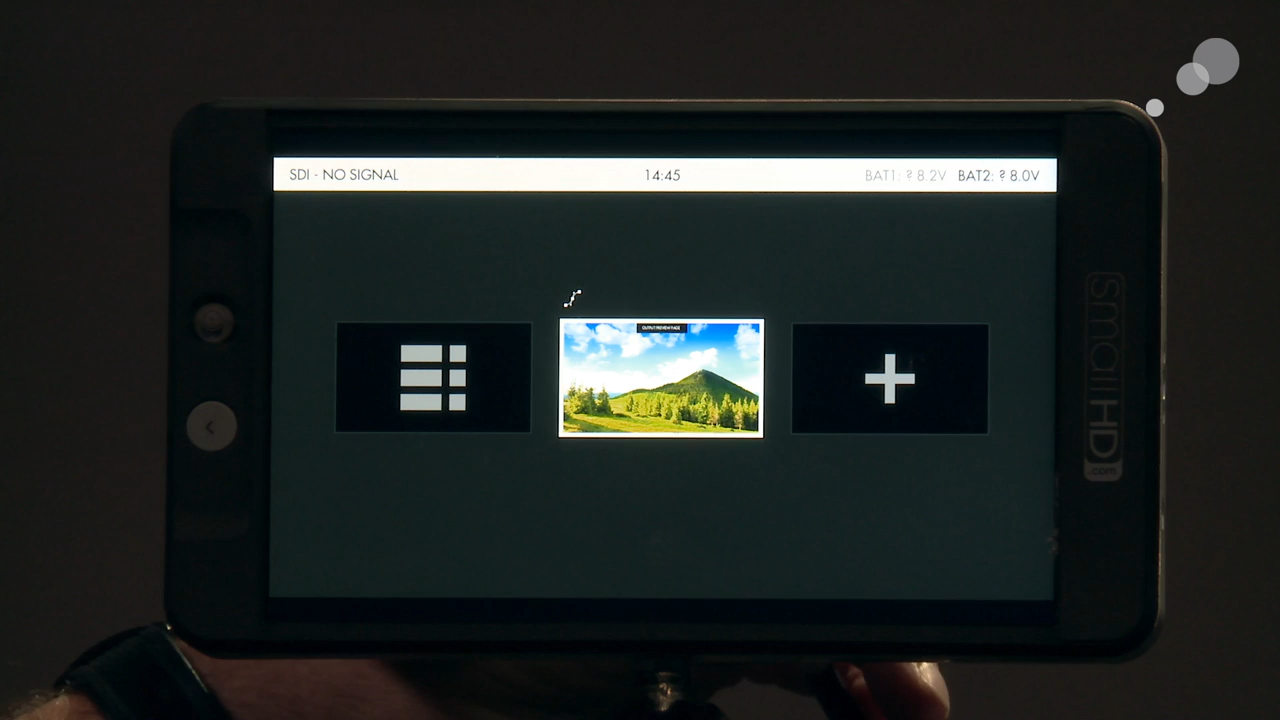 SDI - NO SIGNAL 14:45 BAT1: ? 8.2V BAT2: ? 8.0V
OUTPUT PREVIEW PAGE
smallHD
.com